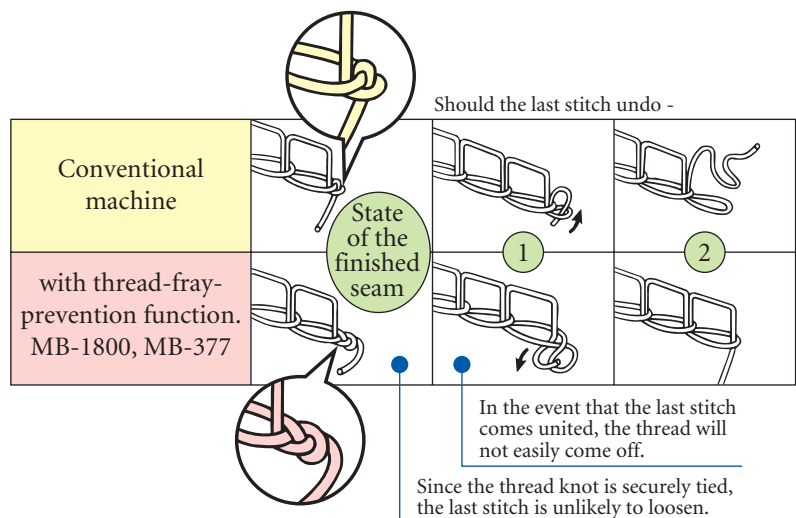 Should the last stitch undo -
Conventional
machine
State
of the
finished
seam
1
2
with thread-fray-
prevention function.
MB-1800, MB-377
In the event that the last stitch
comes united, the thread will
not easily come off.
Since the thread knot is securely tied,
the last stitch is unlikely to loosen.